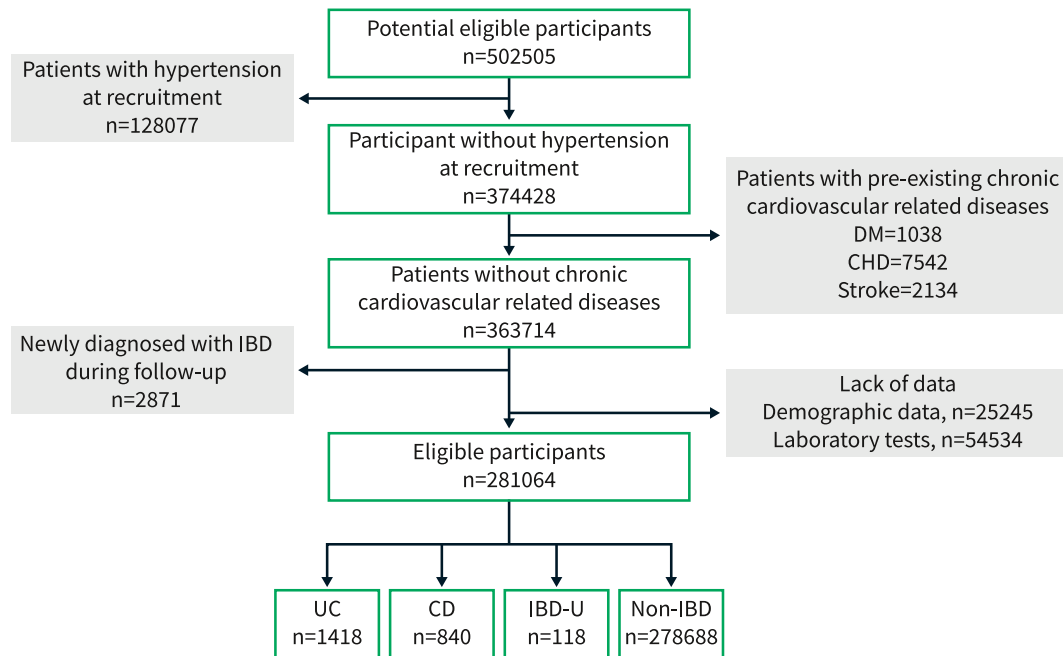 Potential eligible participants
n=502505
Patients with hypertension
at recruitment
n=128077
Participant without hypertension
at recruitment
n=374428
Patients with pre-existing chronic
cardiovascular related diseases
DM=1038
CHD=7542
Stroke=2134
Patients without chronic
cardiovascular related diseases
n=363714
Newly diagnosed with IBD
during follow-up
n=2871
Lack of data
Demographic data, n=25245
Laboratory tests, n=54534
Eligible participants
n=281064
UC
n=1418
CD
n=840
IBD-U
n=118
Non-IBD
n=278688